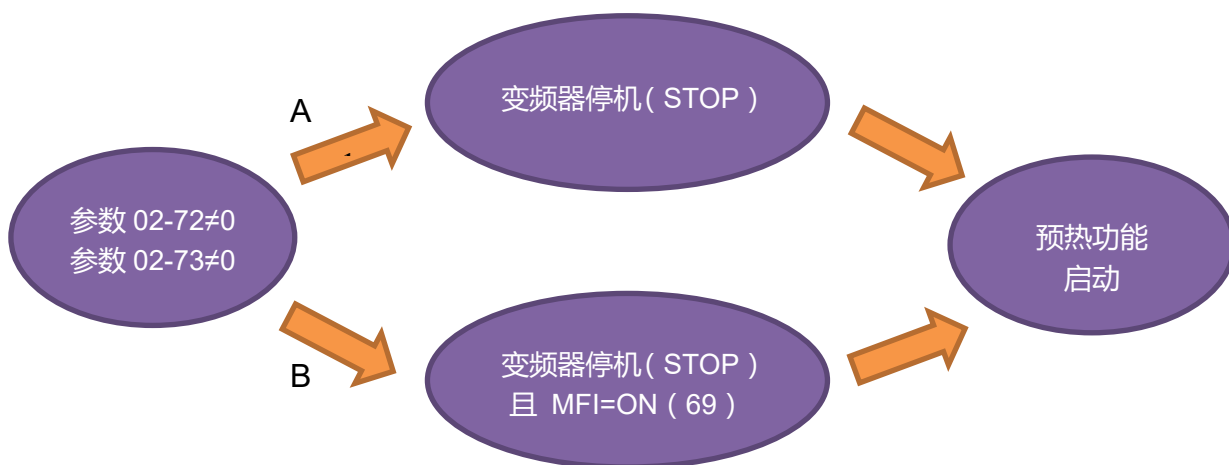 A
变频器停机（STOP）
参数 02-72≠0
参数 02-73≠0
预热功能
启动
B
变频器停机（STOP）
且 MFI=ON（69）